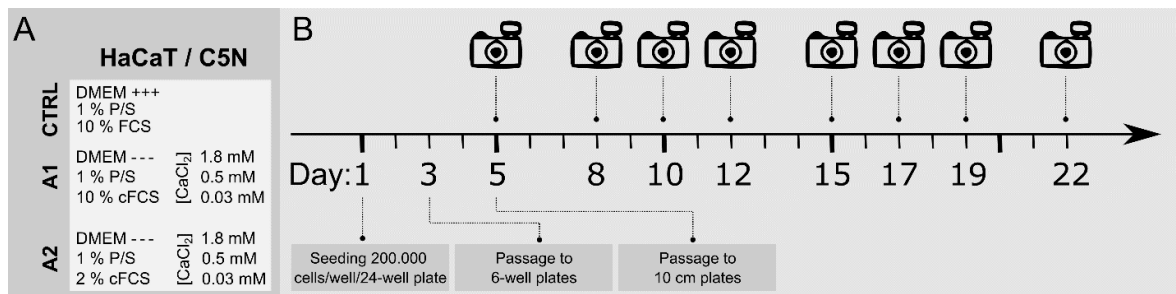 A
HaCaT / C5N
CTRL
DMEM +++
1 % P/S
10 % FCS
A1
DMEM --- 1.8 mM
1 % P/S [CaCl₂] 0.5 mM
10 % cFCS 0.03 mM
A2
DMEM --- 1.8 mM
1 % P/S [CaCl₂] 0.5 mM
2 % cFCS 0.03 mM
B
Day: 1 3 5 8 10 12 15 17 19 22
Seeding 200.000
cells/well/24-well plate
Passage to
6-well plates
Passage to
10 cm plates